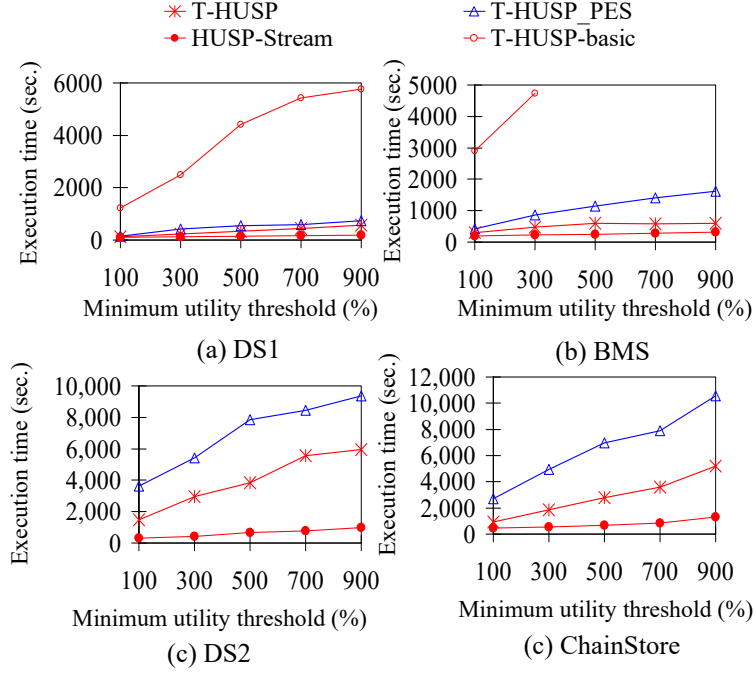 T-HUSP
T-HUSP_PES
HUSP-Stream
T-HUSP-basic
Execution time (sec.)
6000
4000
2000
0
100 300 500 700 900
Minimum utility threshold (%)
(a) DS1
Execution time (sec.)
5000
4000
3000
2000
1000
0
100 300 500 700 900
Minimum utility threshold (%)
(b) BMS
Execution time (sec.)
10,000
8,000
6,000
4,000
2,000
0
100 300 500 700 900
Minimum utility threshold (%)
(c) DS2
Execution time (sec.)
12,000
10,000
8,000
6,000
4,000
2,000
0
100 300 500 700 900
Minimum utility threshold (%)
(c) ChainStore